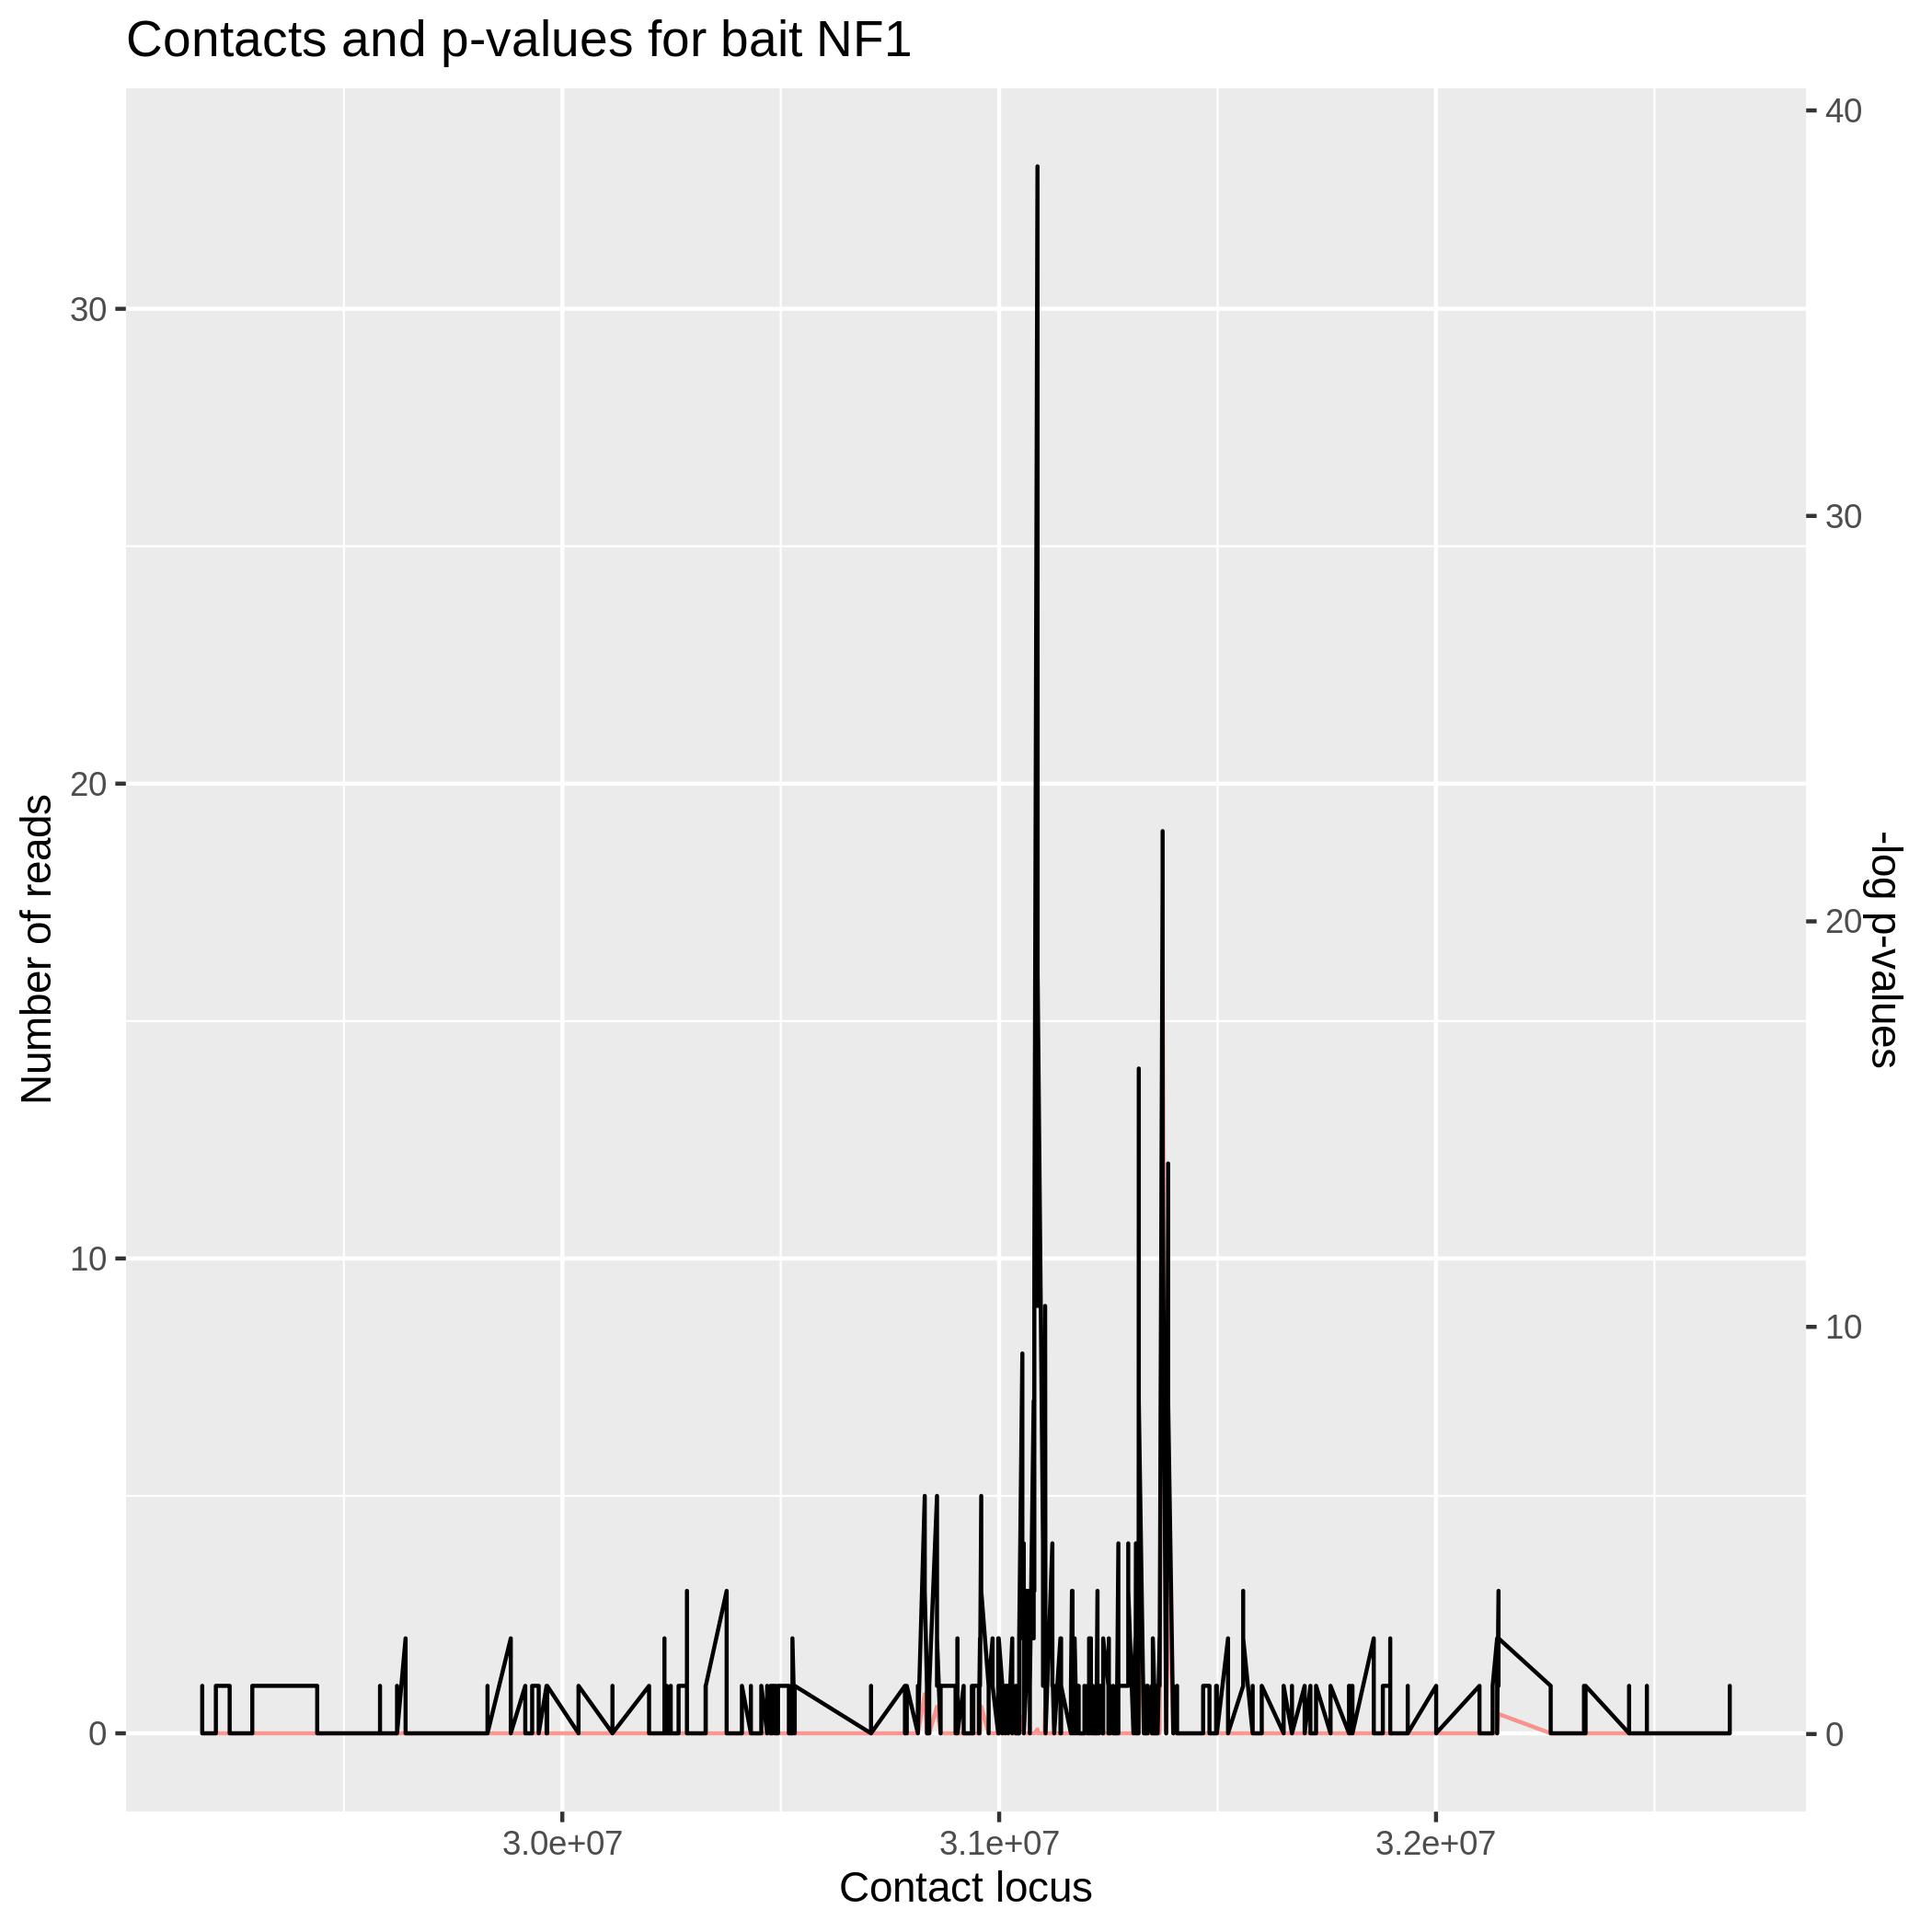 Contacts and p-values for bait NF1
Number of reads
30
20
10
0
40
30
20
10
0
-log p-values
3.0e+07
3.1e+07
3.2e+07
Contact locus